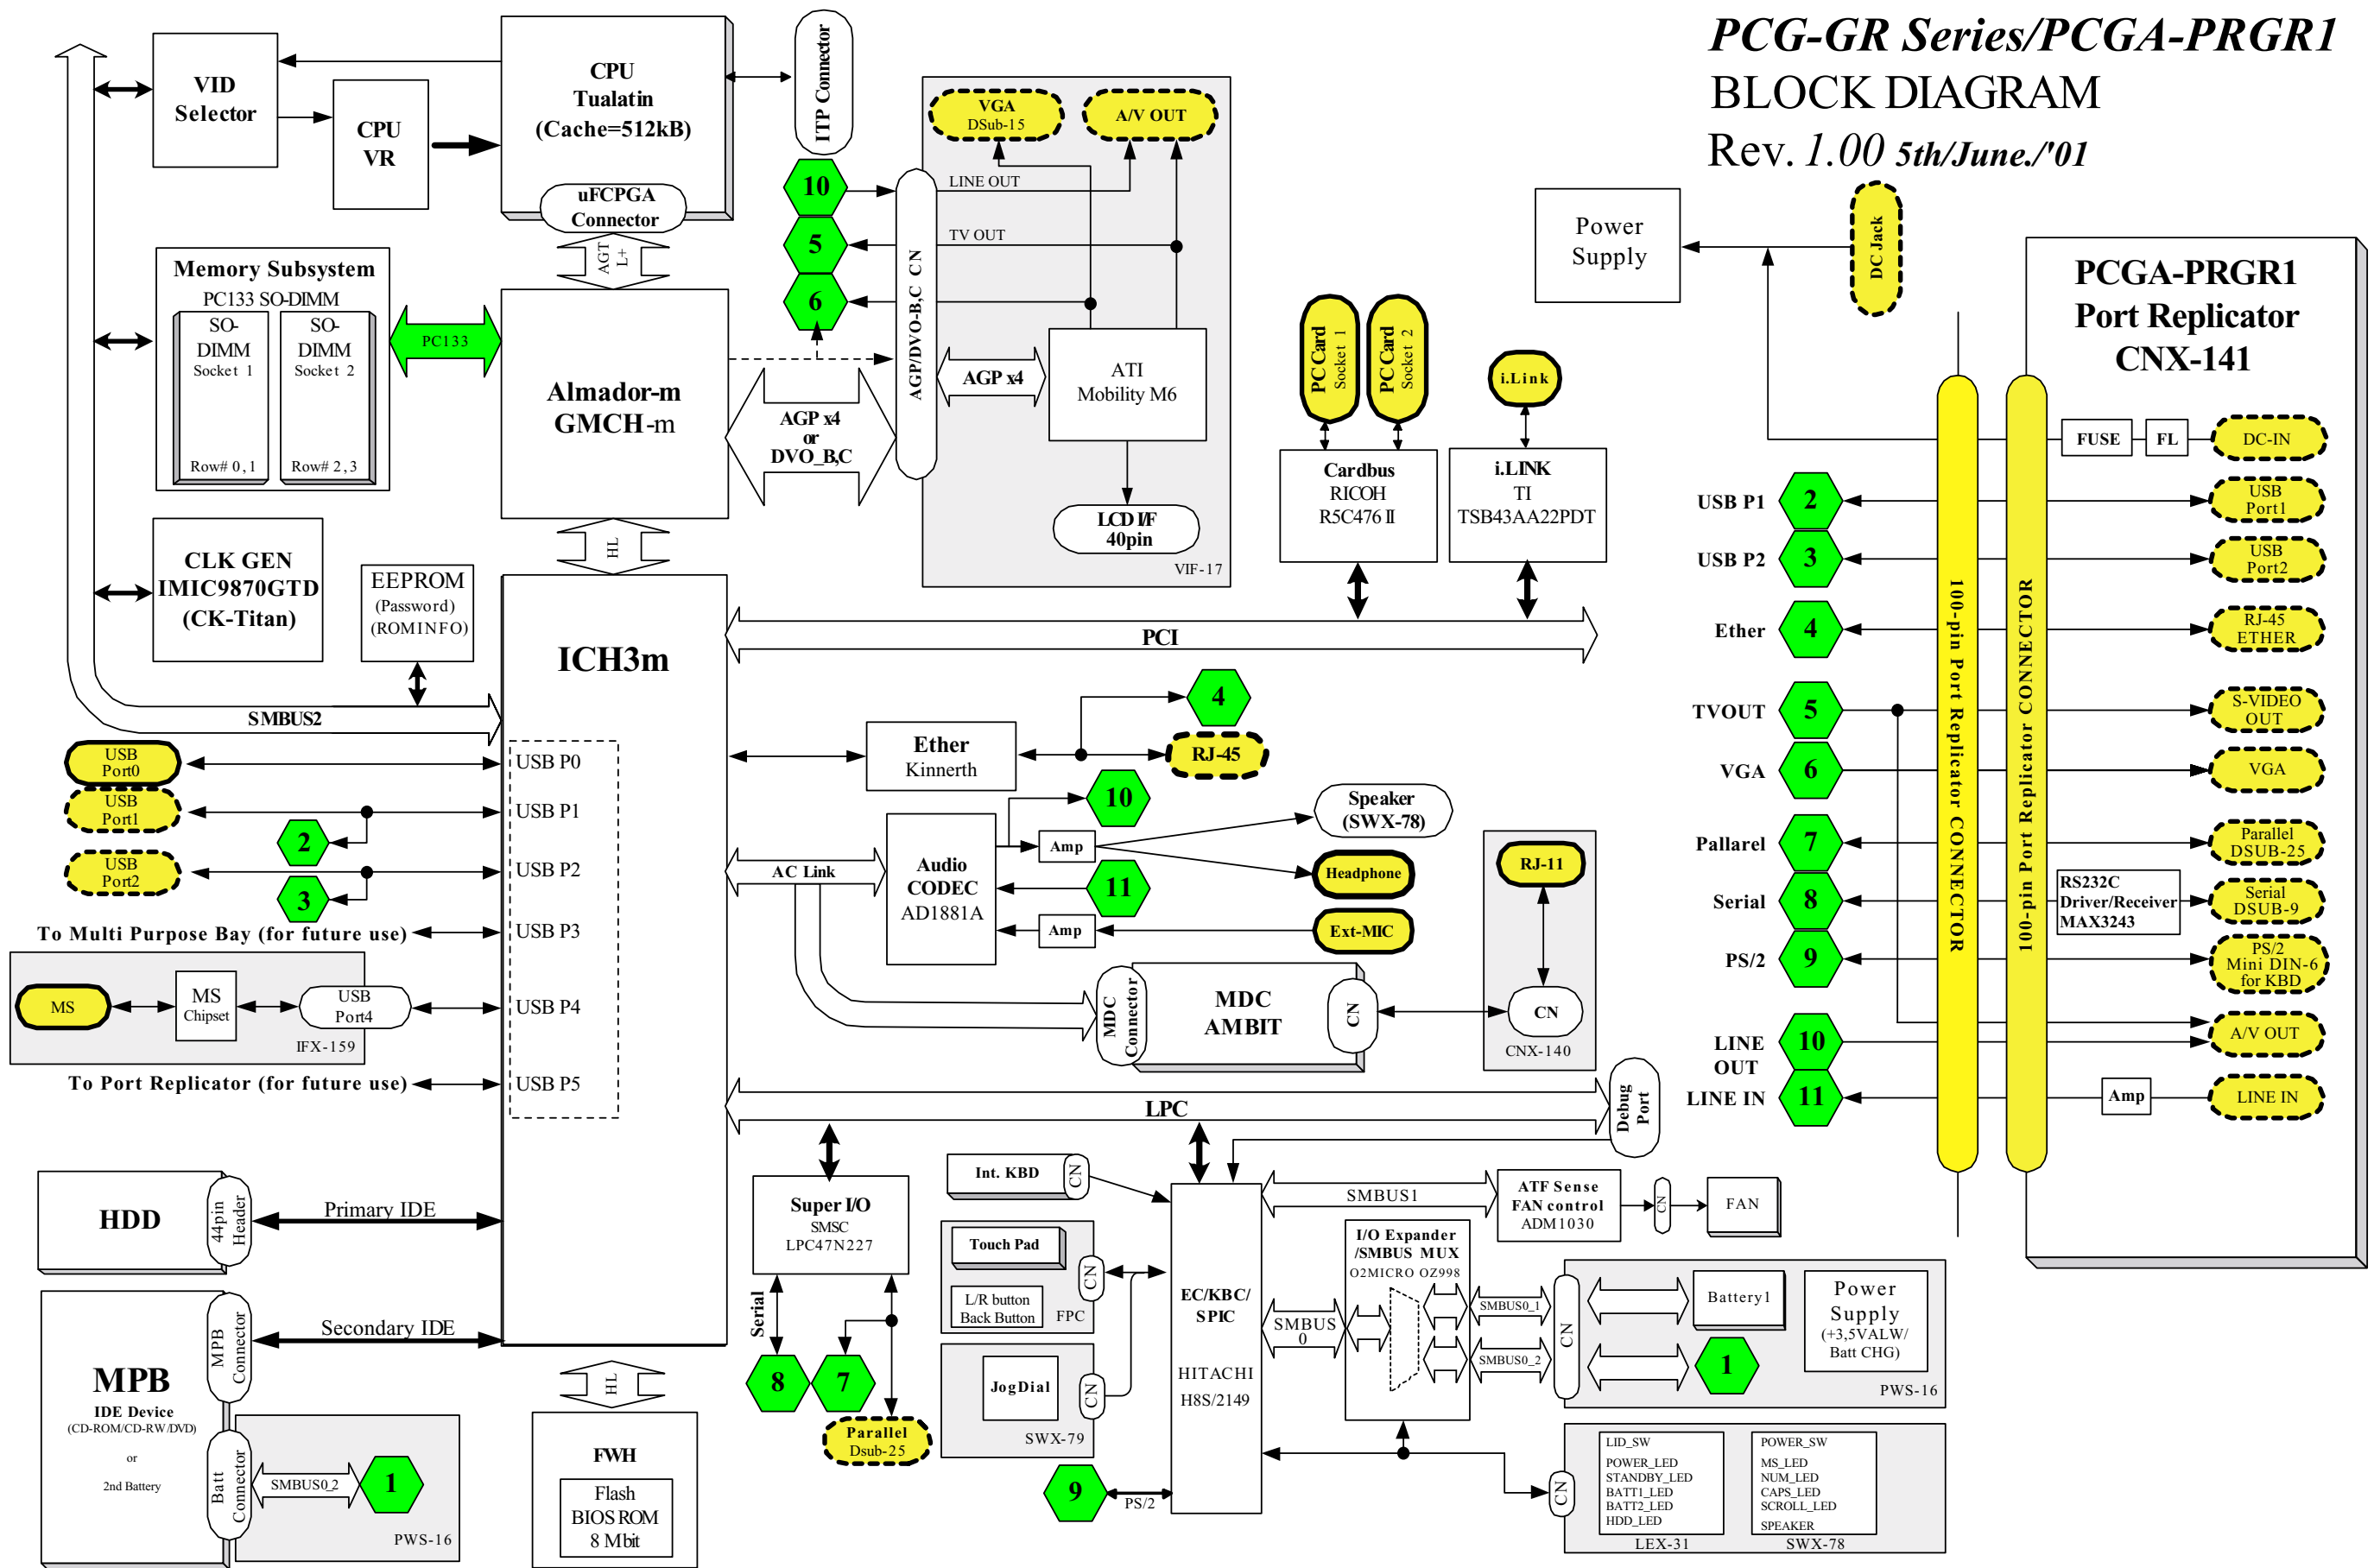 PCG-GR Series/PCGA-PRGR1
BLOCK DIAGRAM
Rev. 1.00 5th/June./'01
VID
Selector
CPU
VR
CPU
Tualatin
(Cache=512kB)
uFCPGA
Connector
ITP Connector
AGT
L+
Memory Subsystem
PC133 SO-DIMM
SO-
DIMM
Socket 1
Row# 0,1
SO-
DIMM
Socket 2
Row# 2,3
PC133
Almador-m
GMCH-m
AGP x4
or
DVO_B,C
10
5
6
AGP/DVO-B,C CN
VGA
DSub-15
A/V OUT
LINE OUT
TV OUT
AGP x4
ATI
Mobility M6
LCD I/F
40pin
VIF-17
PC Card
Socket 1
PC Card
Socket 2
i.Link
Cardbus
RICOH
R5C476 II
i.LINK
TI
TSB43AA22PDT
Power
Supply
DC Jack
CLK GEN
IMIC9870GTD
(CK-Titan)
EEPROM
(Password)
(ROMINFO)
HL
SMBUS2
ICH3m
PCI
USB
Port0
USB
Port1
2
USB
Port2
3
USB P0
USB P1
USB P2
USB P3
USB P4
USB P5
To Multi Purpose Bay (for future use)
MS
MS
Chipset
USB
Port4
IFX-159
To Port Replicator (for future use)
Ether
Kinnerth
4
RJ-45
AC Link
Audio
CODEC
AD1881A
10
Amp
Speaker
(SWX-78)
Headphone
11
Amp
Ext-MIC
MDC
Connector
MDC
AMBIT
CN
RJ-11
CN
CNX-140
LPC
Debug
Port
HDD
44pin
Header
Primary IDE
MPB
IDE Device
(CD-ROM/CD-RW/DVD)
or
2nd Battery
MPB
Connector
Secondary IDE
Batt
Connector
SMBUS0_2
1
PWS-16
HL
FWH
Flash
BIOS ROM
8 Mbit
Super I/O
SMSC
LPC47N227
Serial
8
7
Parallel
Dsub-25
Int. KBD
CN
Touch Pad
L/R button
Back Button
CN
FPC
JogDial
CN
SWX-79
9
PS/2
EC/KBC/
SPIC
HITACHI
H8S/2149
SMBUS1
ATF Sense
FAN control
ADM1030
CN
FAN
SMBUS
0
I/O Expander
/SMBUS MUX
O2MICRO OZ998
SMBUS0_1
SMBUS0_2
CN
Battery1
1
Power
Supply
(+3,5VALW/
Batt CHG)
PWS-16
CN
LID_SW
POWER_LED
STANDBY_LED
BATT1_LED
BATT2_LED
HDD_LED
LEX-31
POWER_SW
MS_LED
NUM_LED
CAPS_LED
SCROLL_LED
SPEAKER
SWX-78
PCGA-PRGR1
Port Replicator
CNX-141
100-pin Port Replicator CONNECTOR
100-pin Port Replicator CONNECTOR
FUSE
FL
DC-IN
USB P1
2
USB
Port1
USB P2
3
USB
Port2
Ether
4
RJ-45
ETHER
TVOUT
5
S-VIDEO
OUT
VGA
6
VGA
Pallarel
7
Parallel
DSUB-25
Serial
8
RS232C
Driver/Receiver
MAX3243
Serial
DSUB-9
PS/2
9
PS/2
Mini DIN-6
for KBD
LINE
OUT
10
A/V OUT
LINE IN
11
Amp
LINE IN